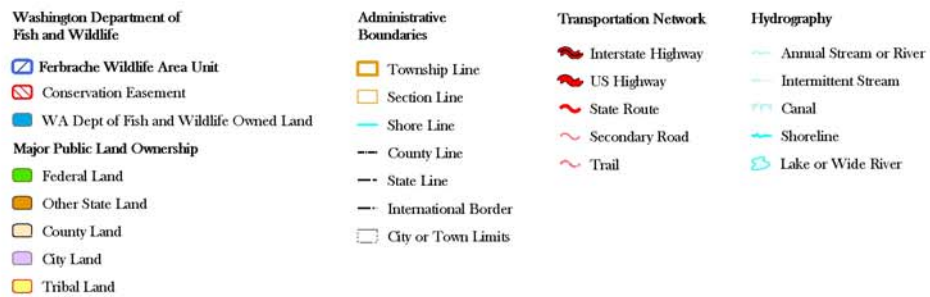 Washington Department of
Fish and Wildlife
Ferbrache Wildlife Area Unit
Conservation Easement
WA Dept of Fish and Wildlife Owned Land
Major Public Land Ownership
Federal Land
Other State Land
County Land
City Land
Tribal Land
Administrative
Boundaries
Township Line
Section Line
Shore Line
County Line
State Line
International Border
City or Town Limits
Transportation Network
Interstate Highway
US Highway
State Route
Secondary Road
Trail
Hydrography
Annual Stream or River
Intermittent Stream
Canal
Shoreline
Lake or Wide River